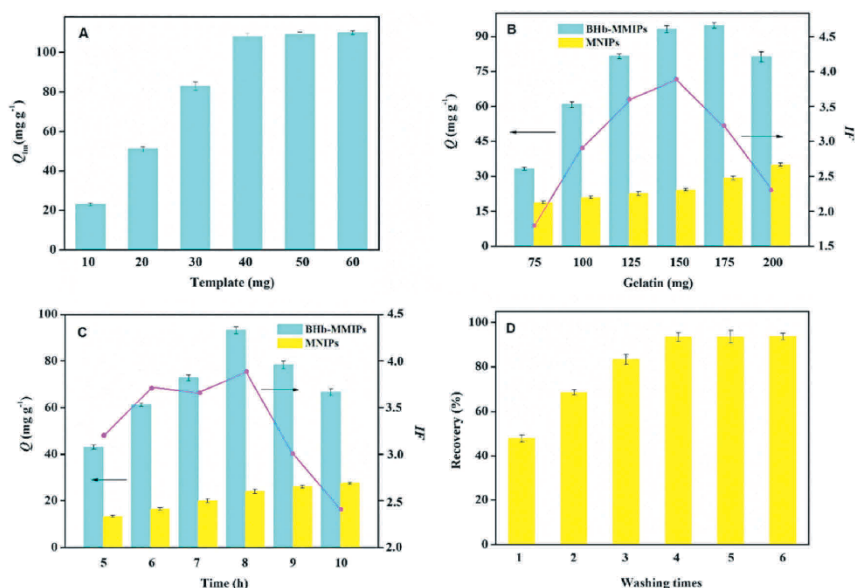 A
Q_im(mg g⁻¹)
100
80
60
40
20
0
10 20 30 40 50 60
Template (mg)
B
BHb-MMIPs
MNIPs
Q (mg g⁻¹)
90
75
60
45
30
15
0
4.5
4.0
3.5
3.0
2.5
2.0
1.5
IF
75 100 125 150 175 200
Gelatin (mg)
C
BHb-MMIPs
MNIPs
Q (mg g⁻¹)
100
80
60
40
20
0
4.5
4.0
3.5
3.0
2.5
2.0
IF
5 6 7 8 9 10
Time (h)
D
Recovery (%)
100
80
60
40
20
0
1 2 3 4 5 6
Washing times